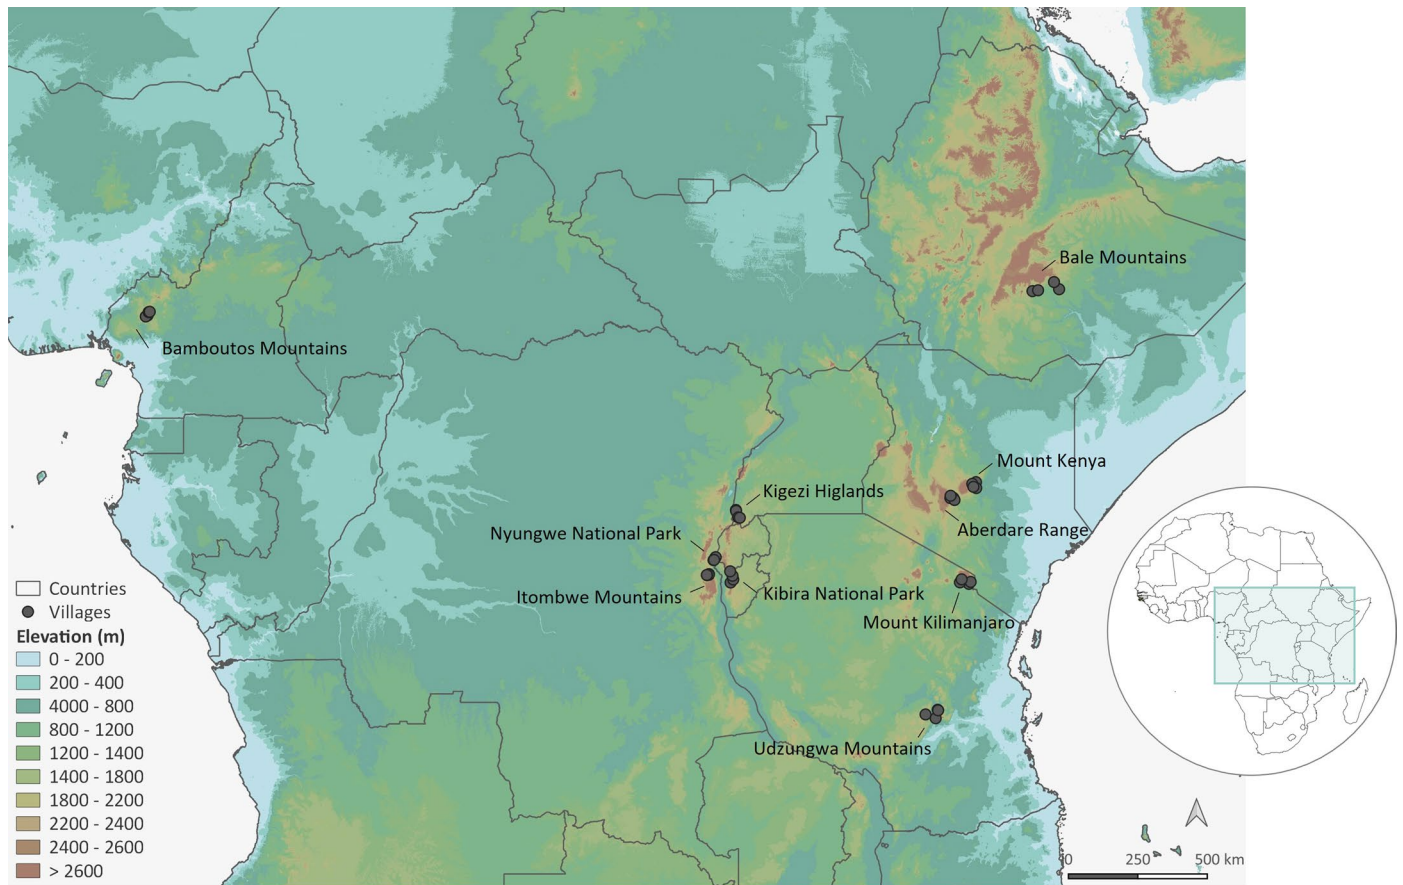 Bale Mountains
Bamboutos Mountains
Mount Kenya
Kigezi Higlands
Aberdare Range
Nyungwe National Park
Itombwe Mountains
Kibira National Park
Mount Kilimanjaro
Udzungwa Mountains
Countries
Villages
Elevation (m)
0 - 200
200 - 400
4000 - 800
800 - 1200
1200 - 1400
1400 - 1800
1800 - 2200
2200 - 2400
2400 - 2600
> 2600
0 250 500 km